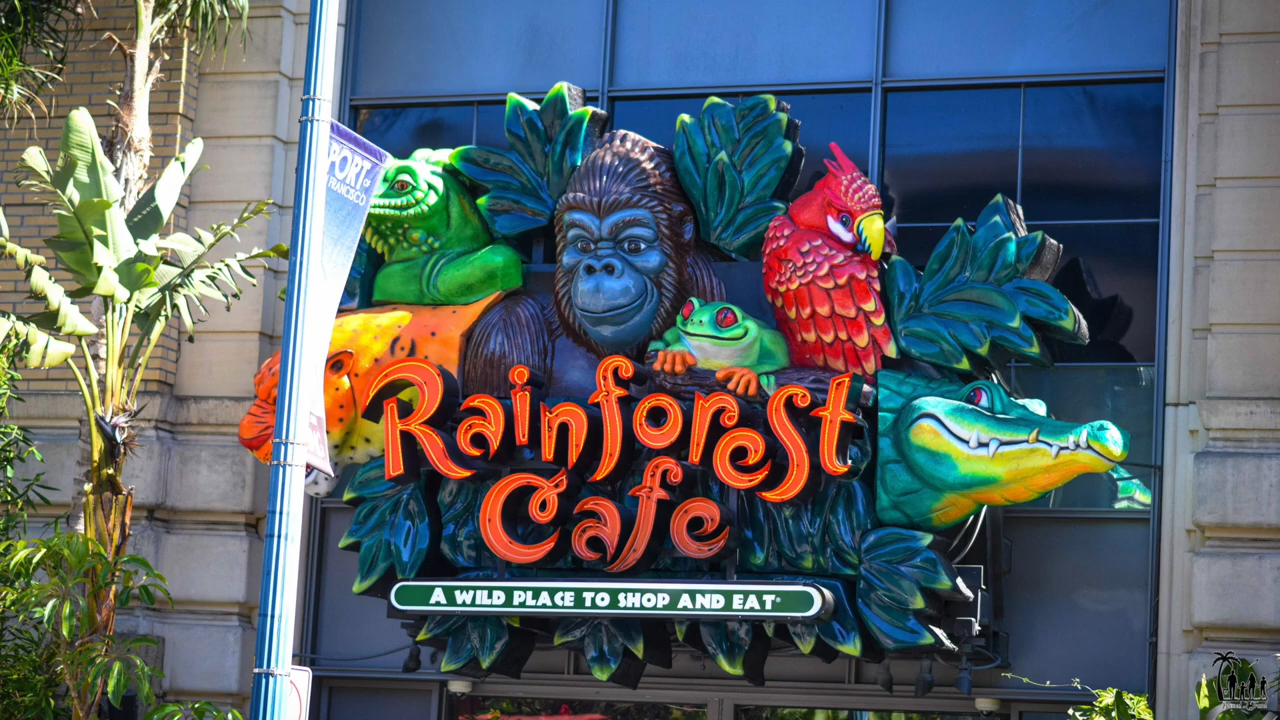 PORT OF
FRANCISCO
Rainforest
Cafe
A WILD PLACE TO SHOP AND EAT®